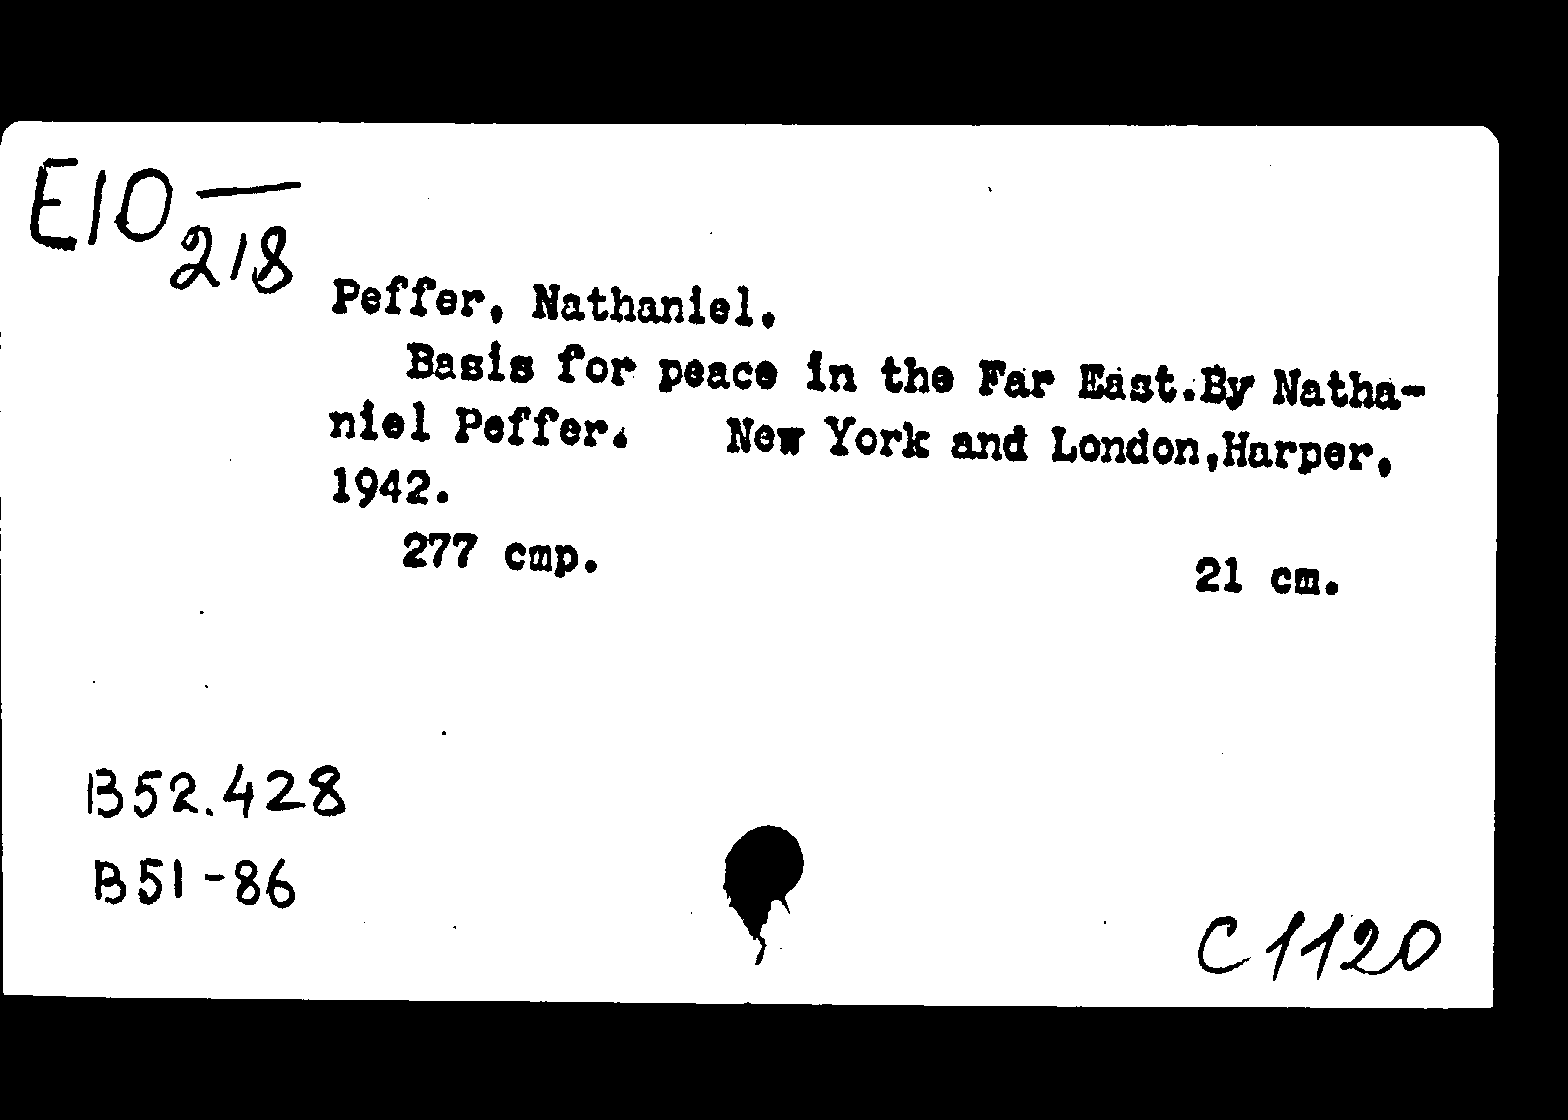 E10 —
218
Peffer, Nathaniel.
Basis for peace in the Far East.By Natha-
niel Peffer. New York and London,Harper,
1942.
277 cmp. 21 cm.
B52.428
B51-86
C1120